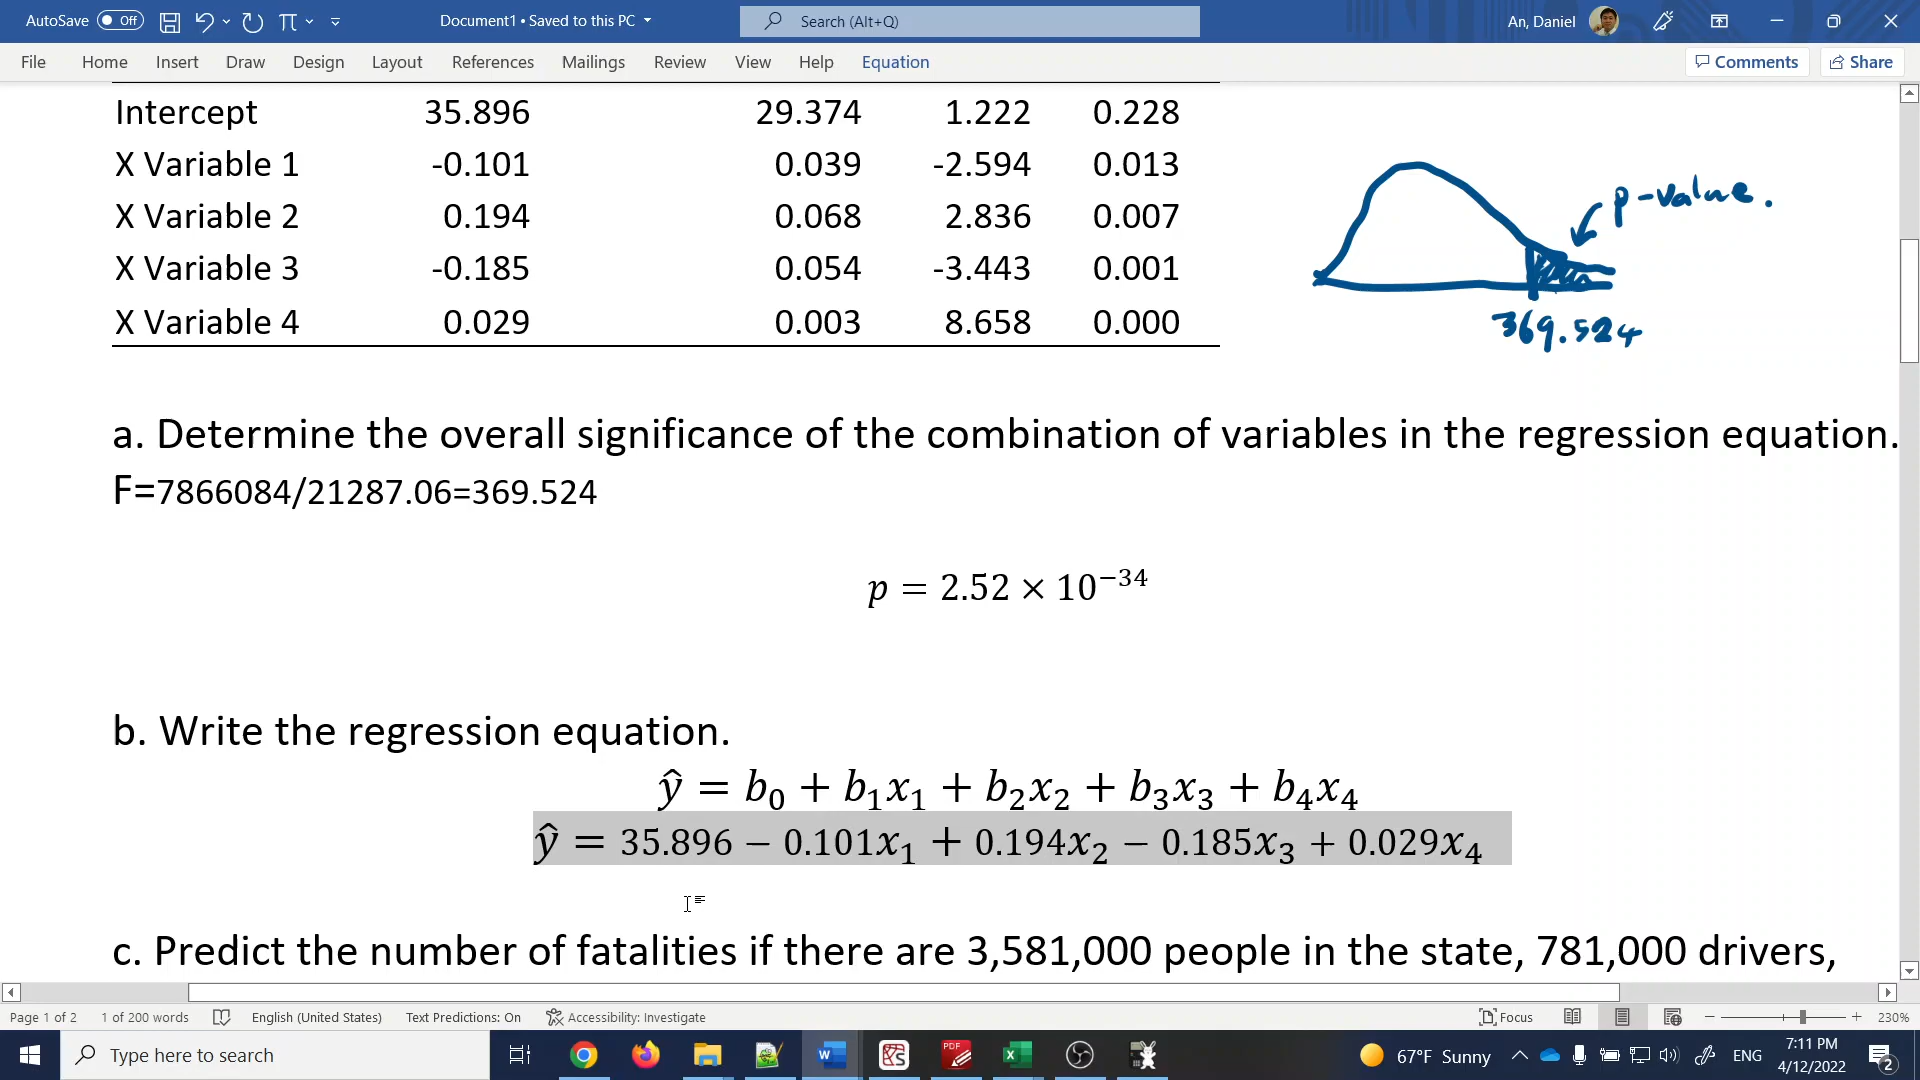 AutoSave Off Document1 • Saved to this PC Search (Alt+Q) An, Daniel
File Home Insert Draw Design Layout References Mailings Review View Help Equation Comments Share
Intercept 35.896 29.374 1.222 0.228
X Variable 1 -0.101 0.039 -2.594 0.013
X Variable 2 0.194 0.068 2.836 0.007
X Variable 3 -0.185 0.054 -3.443 0.001
X Variable 4 0.029 0.003 8.658 0.000
p-value.
369.524
a. Determine the overall significance of the combination of variables in the regression equation.
F=7866084/21287.06=369.524
p = 2.52 × 10⁻³⁴
b. Write the regression equation.
ŷ = b₀ + b₁x₁ + b₂x₂ + b₃x₃ + b₄x₄
ŷ = 35.896 − 0.101x₁ + 0.194x₂ − 0.185x₃ + 0.029x₄
c. Predict the number of fatalities if there are 3,581,000 people in the state, 781,000 drivers,
Page 1 of 2 1 of 200 words English (United States) Text Predictions: On Accessibility: Investigate Focus 230%
Type here to search 67°F Sunny ENG 7:11 PM
4/12/2022 2